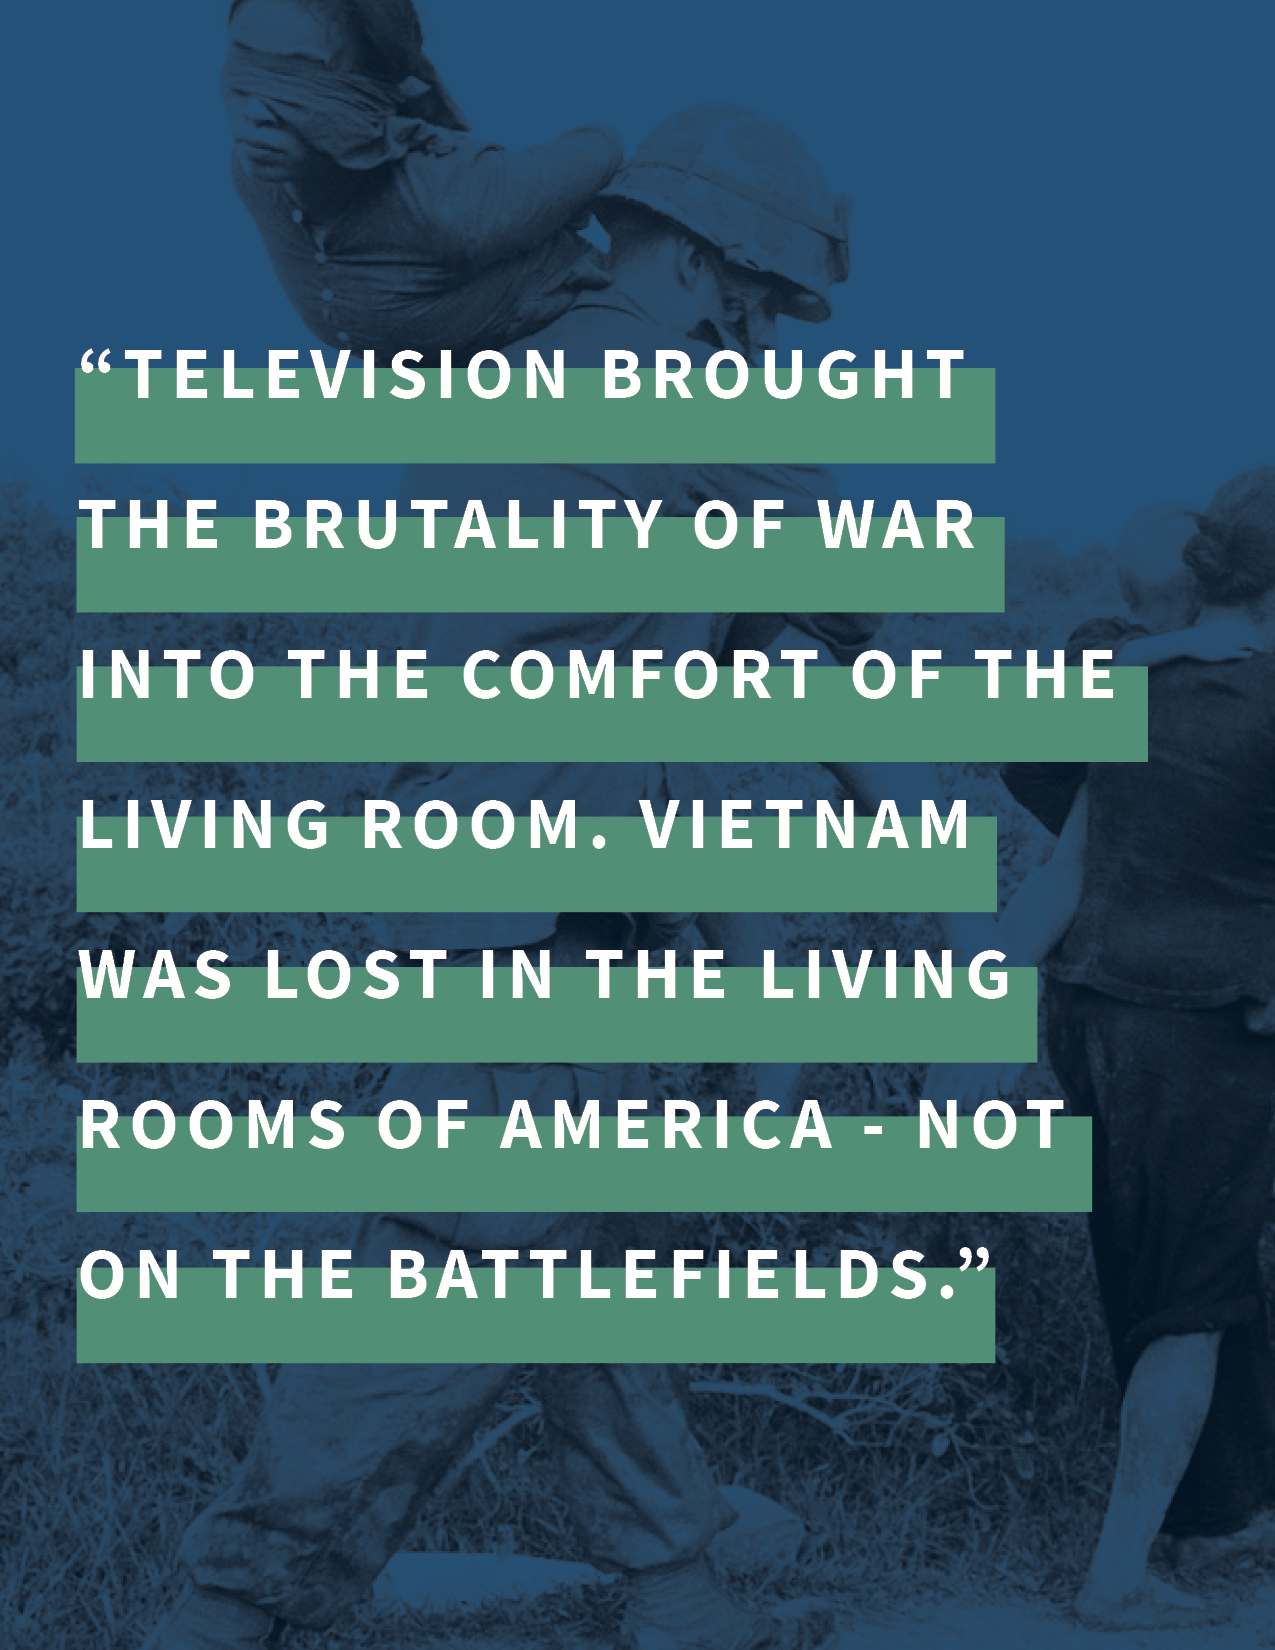 “TELEVISION BROUGHT
THE BRUTALITY OF WAR
INTO THE COMFORT OF THE
LIVING ROOM. VIETNAM
WAS LOST IN THE LIVING
ROOMS OF AMERICA - NOT
ON THE BATTLEFIELDS.”